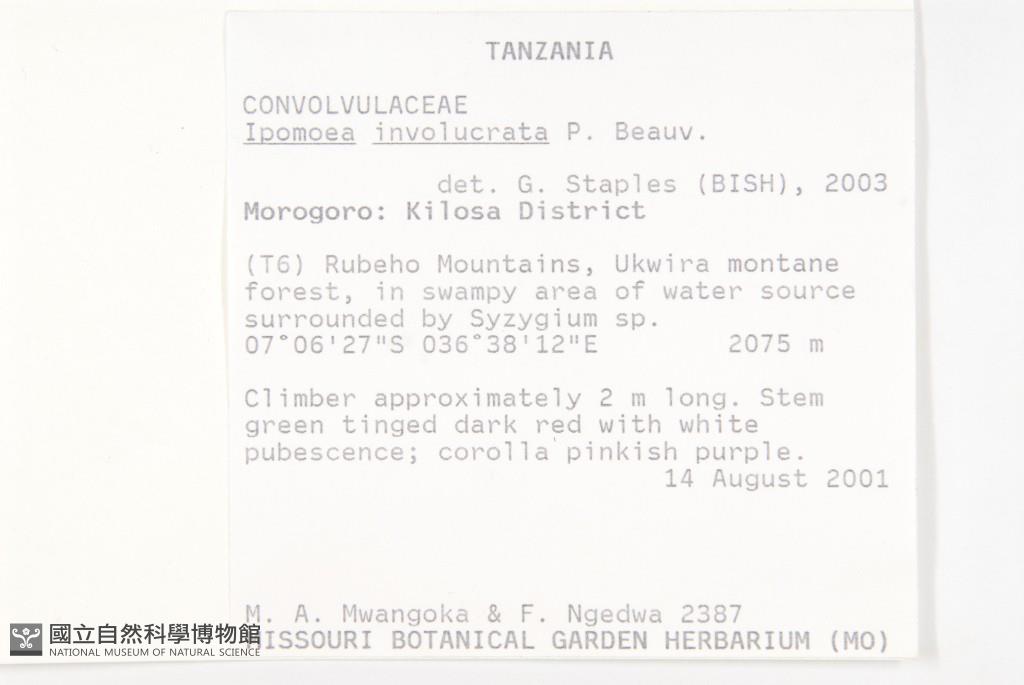 TANZANIA
CONVOLVULACEAE
Ipomoea involucrata P. Beauv.
det. G. Staples (BISH), 2003
Morogoro: Kilosa District
(T6) Rubeho Mountains, Ukwira montane
forest, in swampy area of water source
surrounded by Syzygium sp.
07°06'27"S 036°38'12"E 2075 m
Climber approximately 2 m long. Stem
green tinged dark red with white
pubescence; corolla pinkish purple.
14 August 2001
M. A. Mwangoka & F. Ngedwa 2387
MISSOURI BOTANICAL GARDEN HERBARIUM (MO)
國立自然科學博物館
NATIONAL MUSEUM OF NATURAL SCIENCE